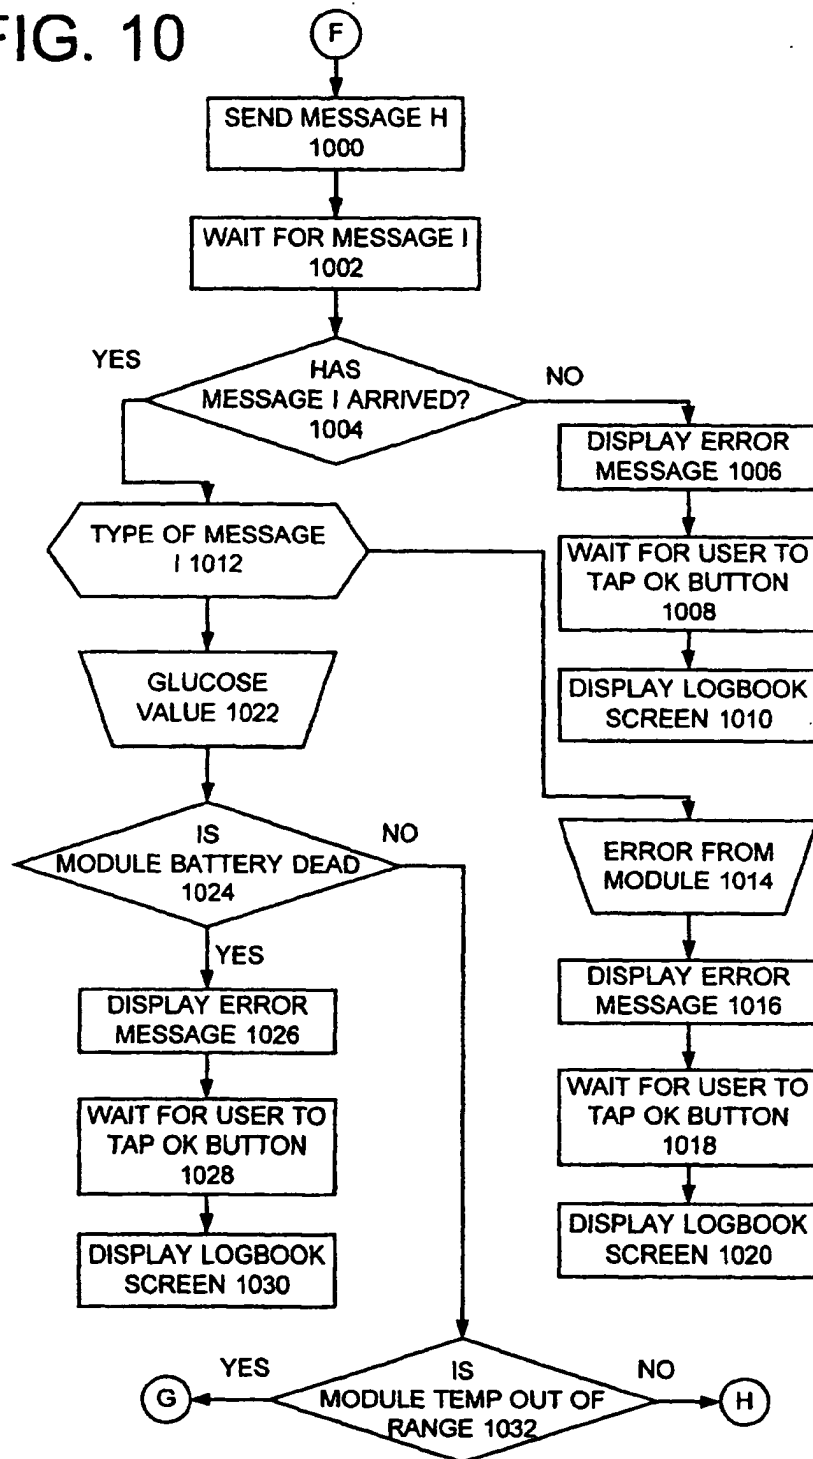 FIG. 10
F
SEND MESSAGE H
1000
WAIT FOR MESSAGE I
1002
YES
HAS
MESSAGE I ARRIVED?
1004
NO
DISPLAY ERROR
MESSAGE 1006
WAIT FOR USER TO
TAP OK BUTTON
1008
DISPLAY LOGBOOK
SCREEN 1010
TYPE OF MESSAGE
I 1012
GLUCOSE
VALUE 1022
IS
MODULE BATTERY DEAD
1024
NO
YES
ERROR FROM
MODULE 1014
DISPLAY ERROR
MESSAGE 1016
WAIT FOR USER TO
TAP OK BUTTON
1018
DISPLAY LOGBOOK
SCREEN 1020
DISPLAY ERROR
MESSAGE 1026
WAIT FOR USER TO
TAP OK BUTTON
1028
DISPLAY LOGBOOK
SCREEN 1030
YES
IS
MODULE TEMP OUT OF
RANGE 1032
NO
G
H